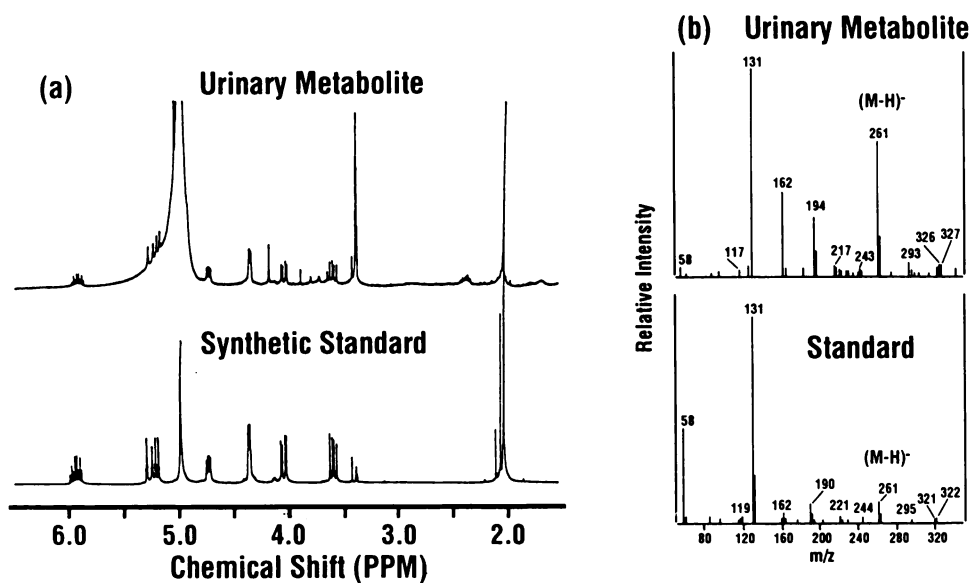 (a)
Urinary Metabolite
Synthetic Standard
6.0 5.0 4.0 3.0 2.0
Chemical Shift (PPM)
(b) Urinary Metabolite
131
(M-H)-
261
162
194
58
117
217
243
293
326
327
Relative Intensity
131
Standard
58
(M-H)-
190
261
119
162
221
244
295
321
322
80 120 160 200 240 280 320
m/z